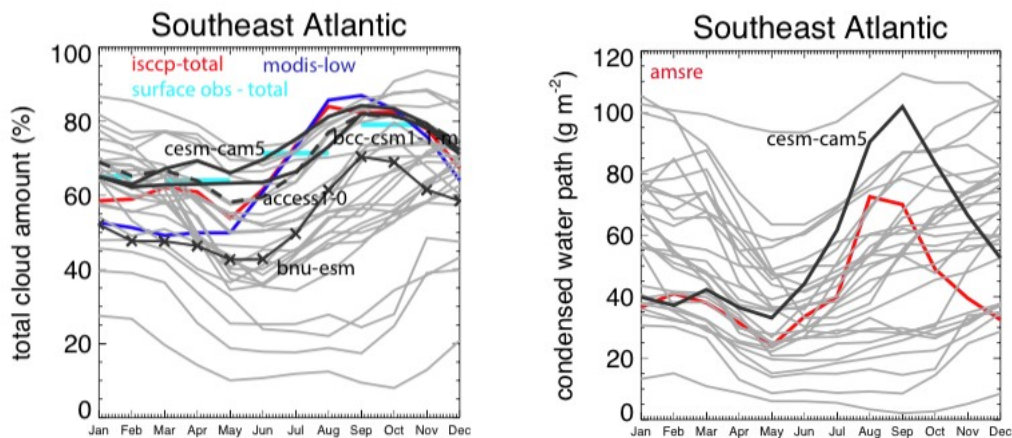 Southeast Atlantic
total cloud amount (%)
100
80
60
40
20
0
isccp-total modis-low
surface obs - total
cesm-cam5
bcc-csm1-1-m
access1-0
bnu-esm
Jan Feb Mar Apr May Jun Jul Aug Sep Oct Nov Dec
Southeast Atlantic
condensed water path (g m-2)
120
100
80
60
40
20
0
amsre
cesm-cam5
Jan Feb Mar Apr May Jun Jul Aug Sep Oct Nov Dec